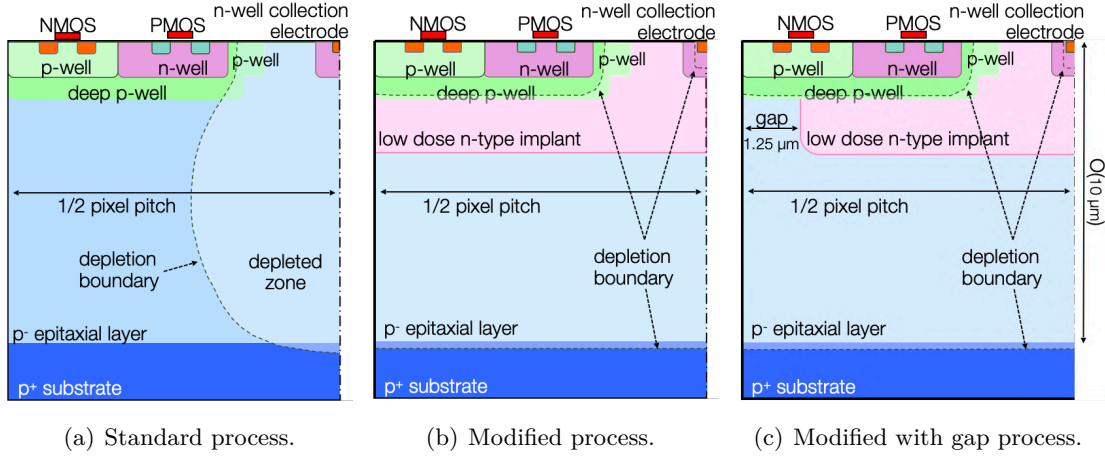 NMOS PMOS n-well collection
electrode
p-well n-well p-well
deep p-well
1/2 pixel pitch
depletion
boundary
depleted
zone
p- epitaxial layer
p+ substrate
(a) Standard process.
NMOS PMOS n-well collection
electrode
p-well n-well p-well
deep p-well
low dose n-type implant
1/2 pixel pitch
depletion
boundary
p- epitaxial layer
p+ substrate
(b) Modified process.
NMOS PMOS n-well collection
electrode
p-well n-well p-well
deep p-well
gap
1.25 μm
low dose n-type implant
1/2 pixel pitch
O(10 μm)
depletion
boundary
p- epitaxial layer
p+ substrate
(c) Modified with gap process.